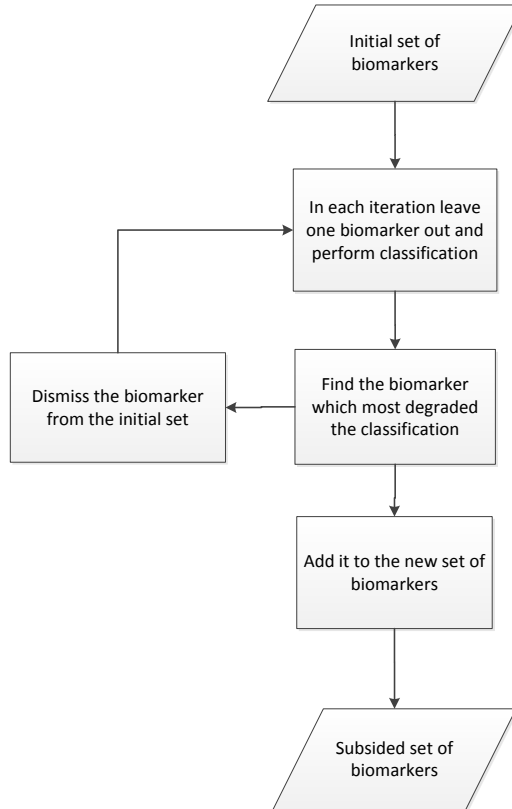 Initial set of
biomarkers
In each iteration leave
one biomarker out and
perform classification
Dismiss the biomarker
from the initial set
Find the biomarker
which most degraded
the classification
Add it to the new set of
biomarkers
Subsided set of
biomarkers